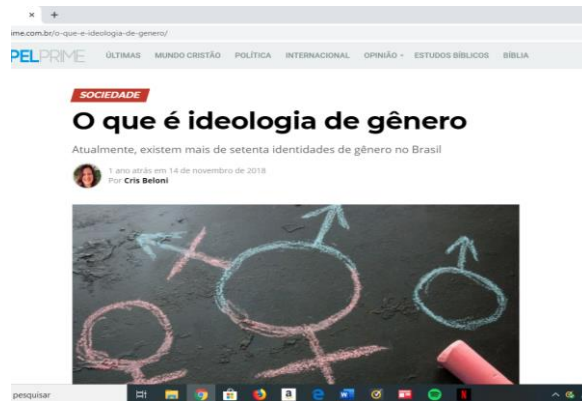 × +
ime.com.br/o-que-e-ideologia-de-genero/
PELPRIME ÚLTIMAS MUNDO CRISTÃO POLÍTICA INTERNACIONAL OPINIÃO ESTUDOS BÍBLICOS BÍBLIA
SOCIEDADE
O que é ideologia de gênero
Atualmente, existem mais de setenta identidades de gênero no Brasil
1 ano atrás em 14 de novembro de 2018
Por Cris Beloni
pesquisar